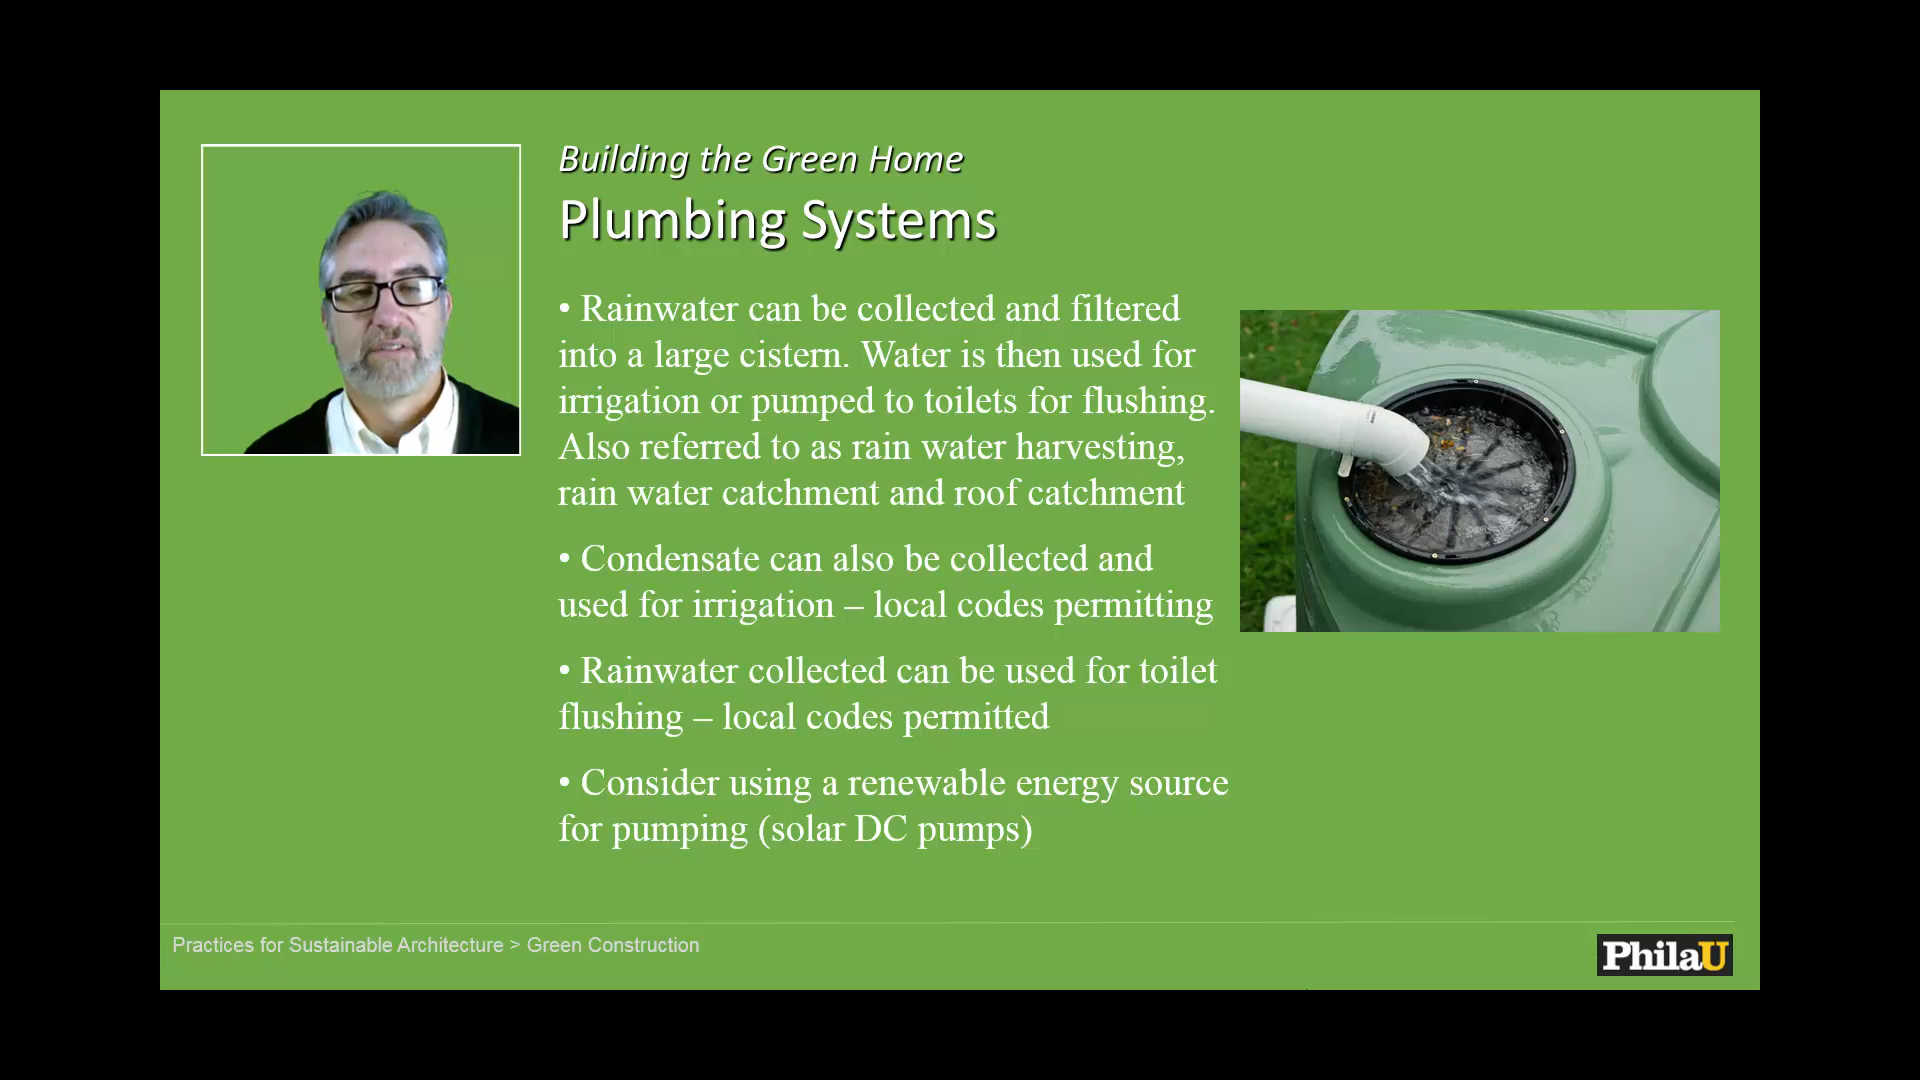 Building the Green Home
Plumbing Systems
• Rainwater can be collected and filtered
into a large cistern. Water is then used for
irrigation or pumped to toilets for flushing.
Also referred to as rain water harvesting,
rain water catchment and roof catchment
• Condensate can also be collected and
used for irrigation – local codes permitting
• Rainwater collected can be used for toilet
flushing – local codes permitted
• Consider using a renewable energy source
for pumping (solar DC pumps)
Practices for Sustainable Architecture > Green Construction
PhilaU